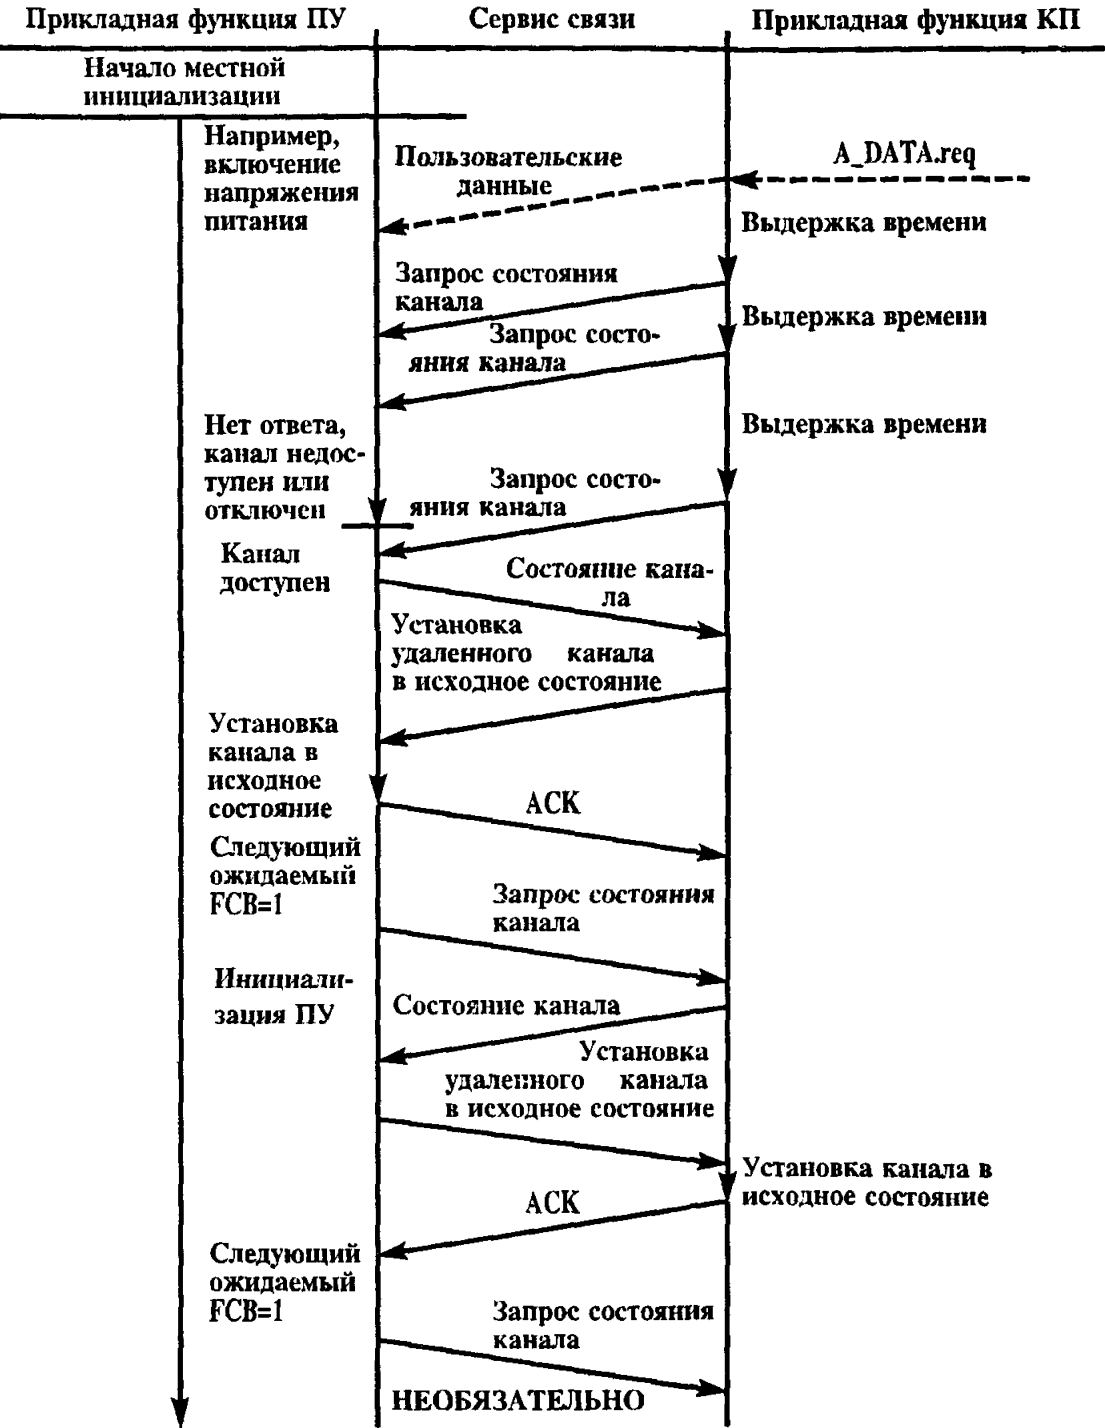 Прикладная функция ПУ
Сервис связи
Прикладная функция КП
Начало местной
инициализации
Например,
включение
напряжения
питания
Пользовательские
данные
A_DATA.req
Выдержка времени
Запрос состояния
канала
Выдержка времени
Запрос состо-
яния канала
Нет ответа,
канал недос-
тупен или
отключен
Выдержка времени
Запрос состо-
яния канала
Канал
доступен
Состояние кана-
ла
Установка
удаленного канала
в исходное состояние
Установка
канала в
исходное
состояние
ACK
Следующий
ожидаемый
FCB=1
Запрос состояния
канала
Инициали-
зация ПУ
Состояние канала
Установка
удаленного канала
в исходное состояние
Установка канала в
исходное состояние
ACK
Следующий
ожидаемый
FCB=1
Запрос состояния
канала
НЕОБЯЗАТЕЛЬНО